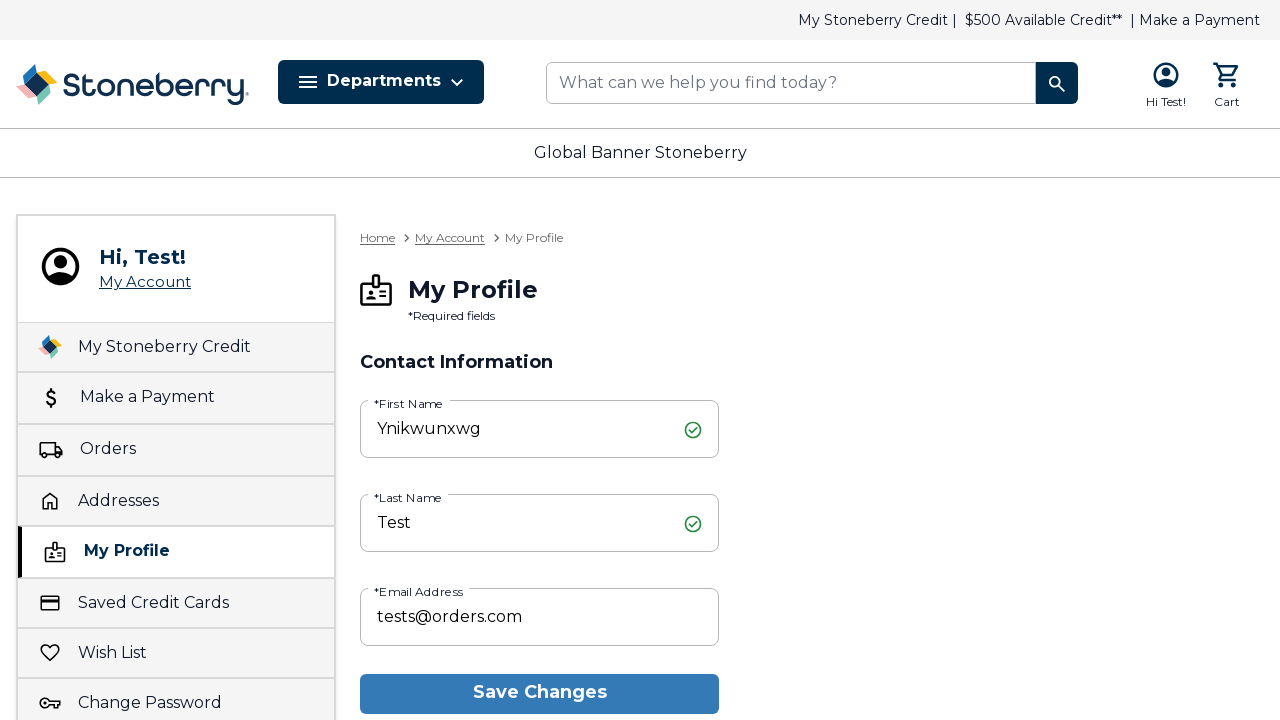 My Stoneberry Credit | $500 Available Credit** | Make a Payment
Stoneberry
Departments
What can we help you find today?
Hi Test!
Cart
Global Banner Stoneberry
Hi, Test!
My Account
My Stoneberry Credit
Make a Payment
Orders
Addresses
My Profile
Saved Credit Cards
Wish List
Change Password
Home > My Account > My Profile
My Profile
*Required fields
Contact Information
*First Name
Ynikwunxwg
*Last Name
Test
*Email Address
tests@orders.com
Save Changes